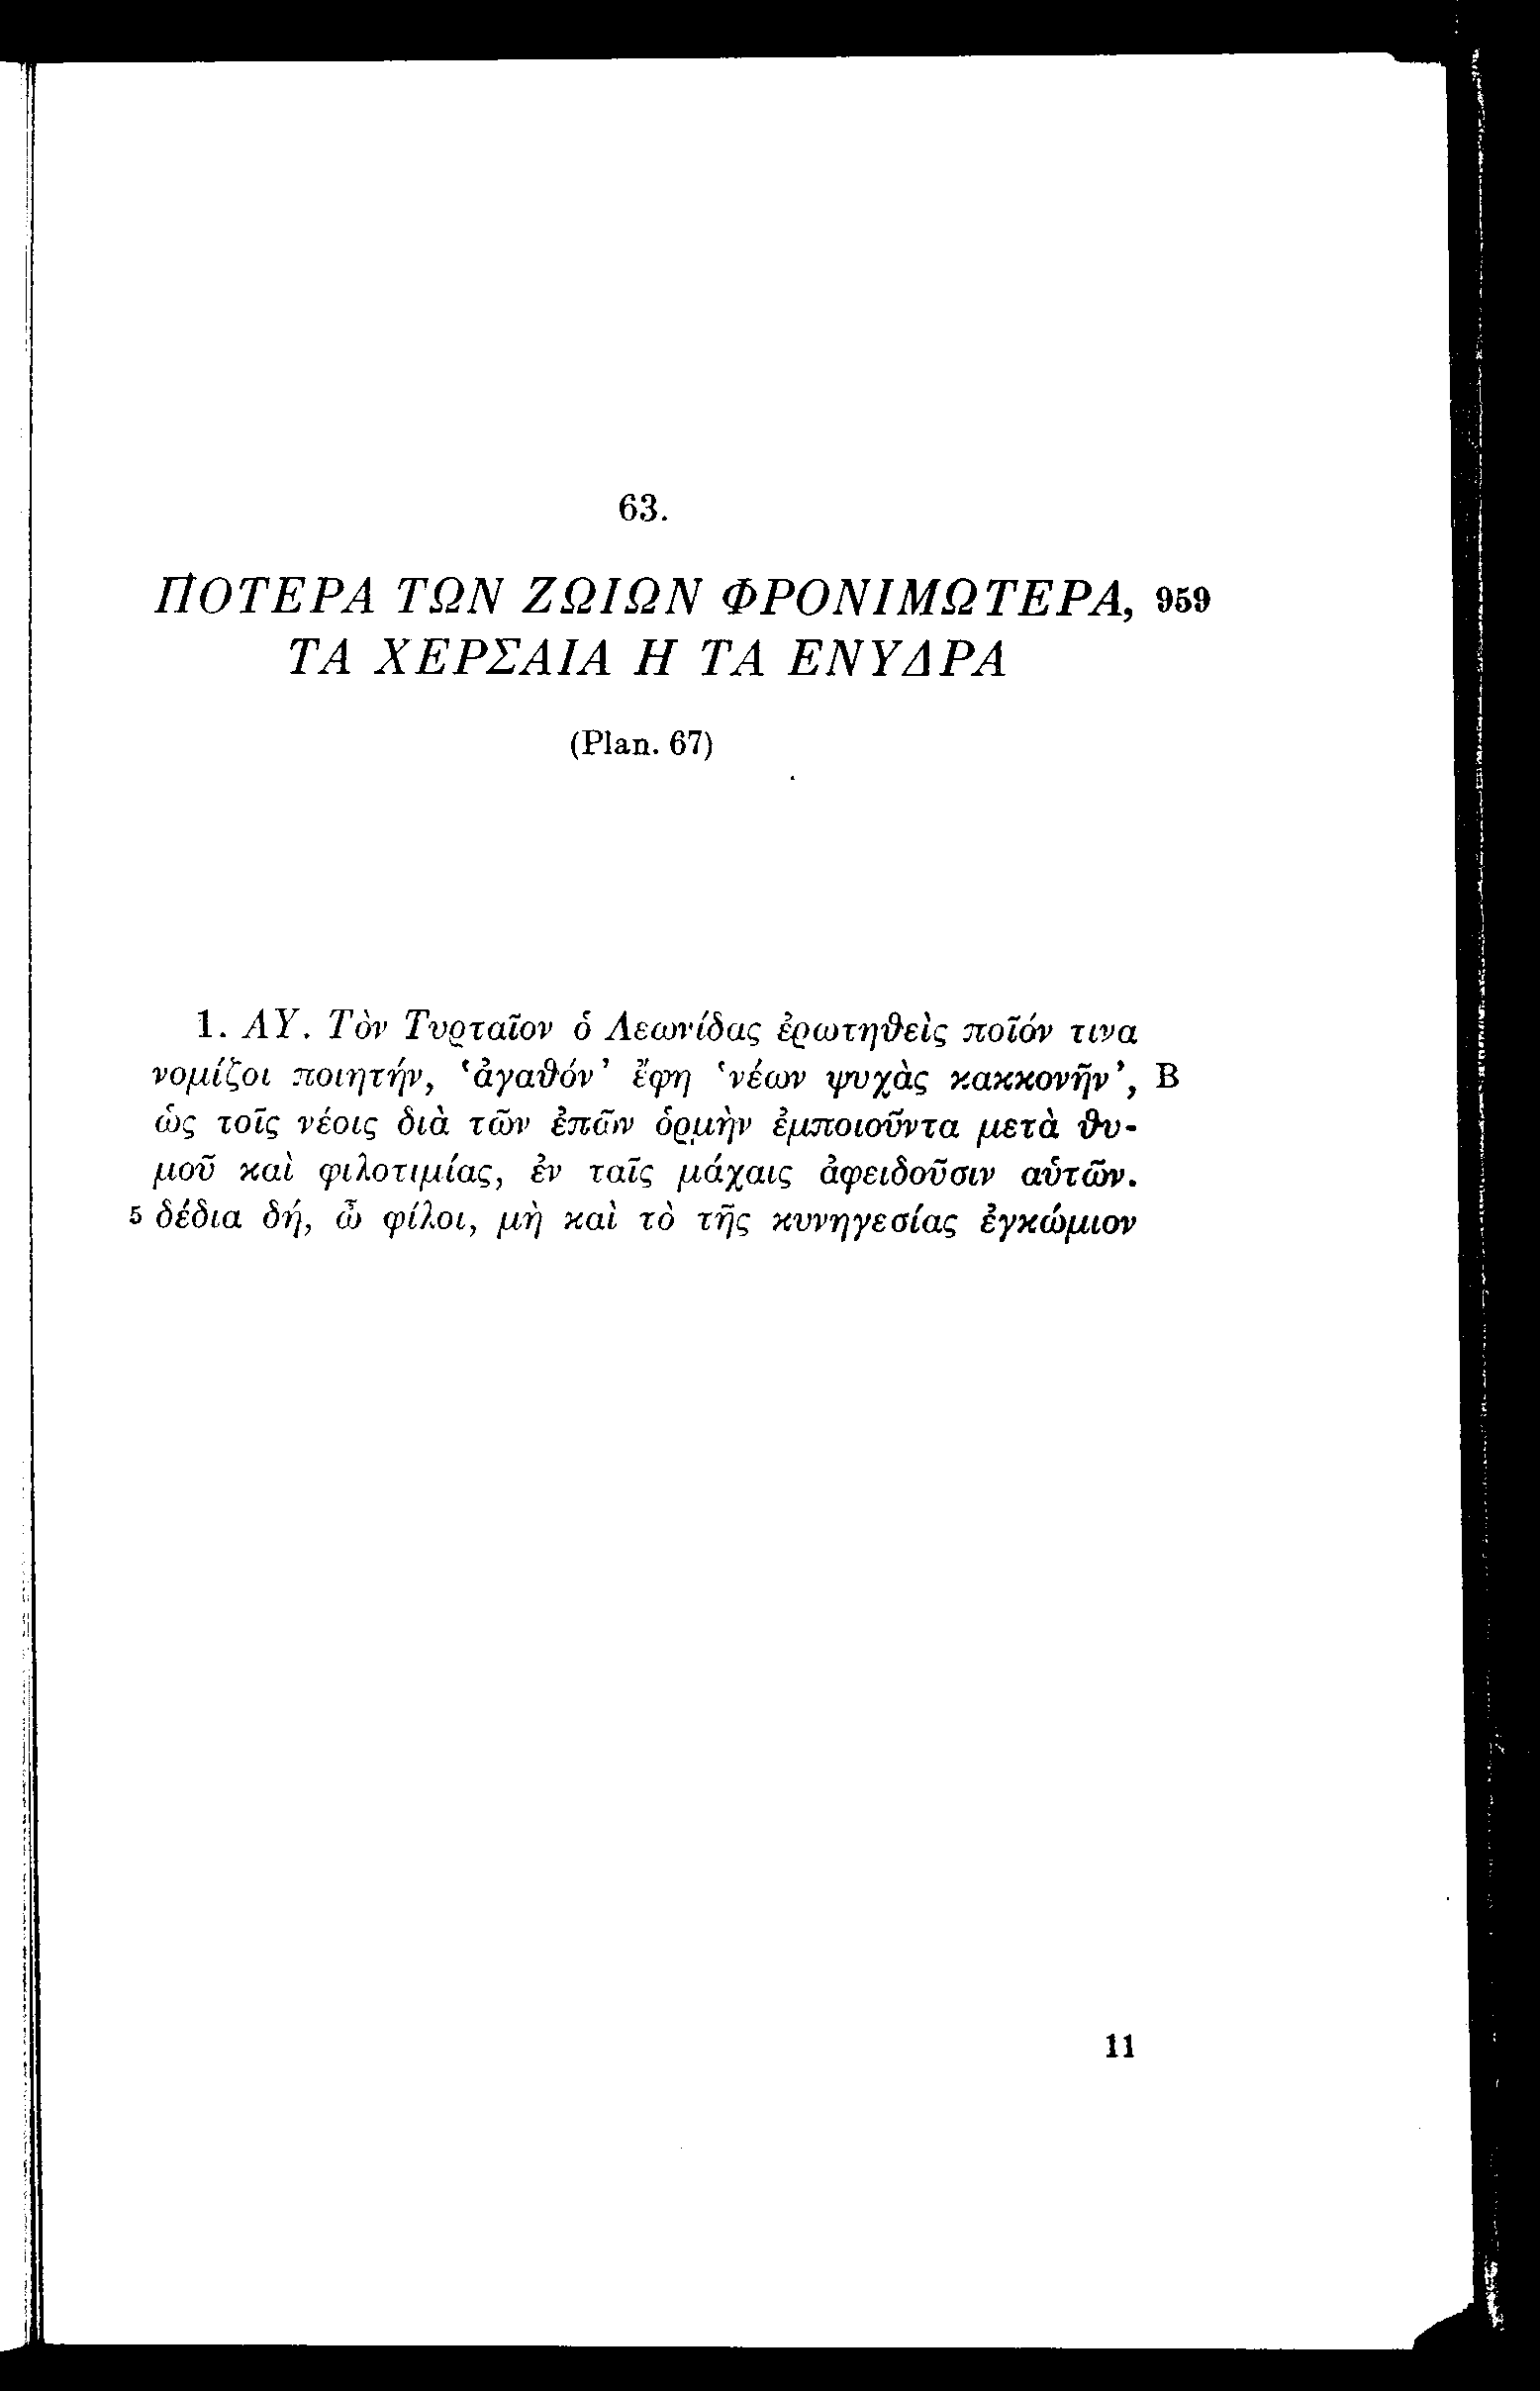 63.
ΠΟΤΕΡΑ ΤΩΝ ΖΩΙΩΝ ΦΡΟΝΙΜΩΤΕΡΑ, 959
ΤΑ ΧΕΡΣΑΙΑ Η ΤΑ ΕΝΥΔΡΑ
(Plan. 67)
1. ΑΥ. Τὸν Τυρταῖον ὁ Λεωνίδας ἐρωτηθεὶς ποῖόν τινα
νομίζοι ποιητήν, ‘ἀγαθόν’ ἔφη ‘νέων ψυχὰς κακκονῆν’, B
ὡς τοῖς νέοις διὰ τῶν ἐπῶν ὁρμὴν ἐμποιοῦντα μετὰ θυ-
μοῦ καὶ φιλοτιμίας, ἐν ταῖς μάχαις ἀφειδοῦσιν αὑτῶν.
5 δέδια δή, ὦ φίλοι, μὴ καὶ τὸ τῆς κυνηγεσίας ἐγκώμιον
11